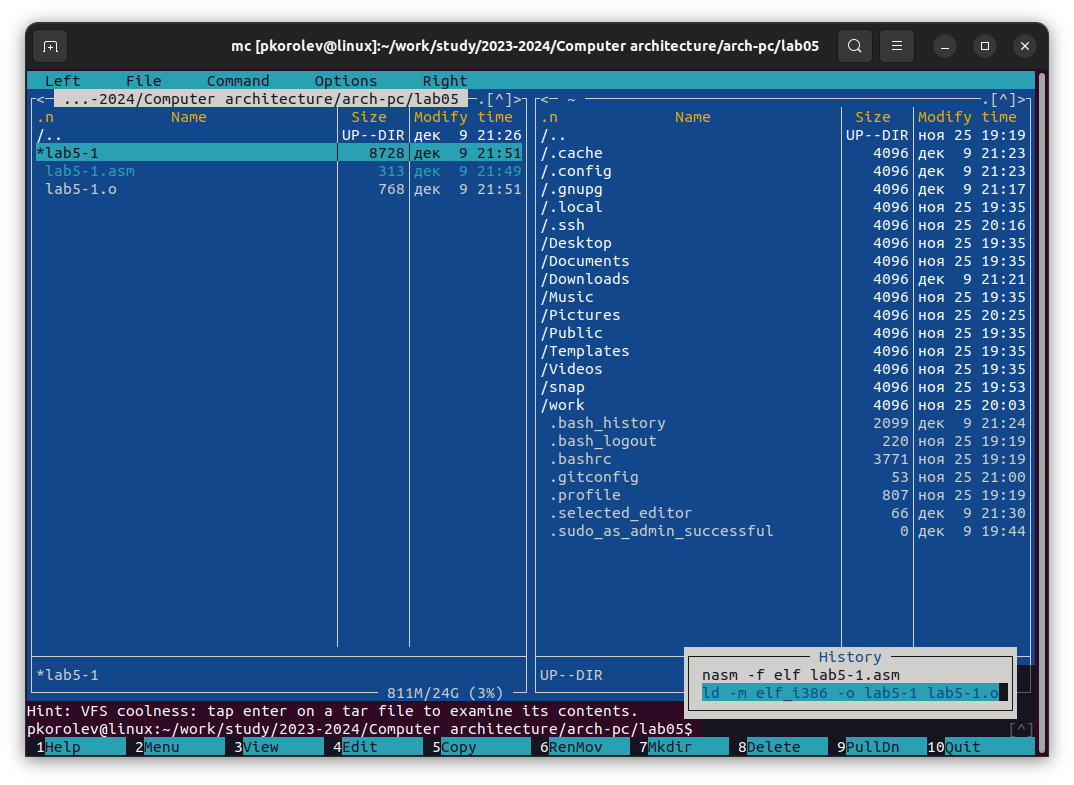 mc [pkorolev@linux]:~/work/study/2023-2024/Computer architecture/arch-pc/lab05
Left File Command Options Right
<─ ...-2024/Computer architecture/arch-pc/lab05 ─.[^]>
.n Name Size Modify time
/.. UP--DIR дек 9 21:26
*lab5-1 8728 дек 9 21:51
lab5-1.asm 313 дек 9 21:49
lab5-1.o 768 дек 9 21:51
*lab5-1
811M/24G (3%)
<─ ~ ─.[^]>
.n Name Size Modify time
/.. UP--DIR ноя 25 19:19
/.cache 4096 дек 9 21:23
/.config 4096 дек 9 21:23
/.gnupg 4096 дек 9 21:17
/.local 4096 ноя 25 19:35
/.ssh 4096 ноя 25 20:16
/Desktop 4096 ноя 25 19:35
/Documents 4096 ноя 25 19:35
/Downloads 4096 дек 9 21:21
/Music 4096 ноя 25 19:35
/Pictures 4096 ноя 25 20:25
/Public 4096 ноя 25 19:35
/Templates 4096 ноя 25 19:35
/Videos 4096 ноя 25 19:35
/snap 4096 ноя 25 19:53
/work 4096 ноя 25 20:03
.bash_history 2099 дек 9 21:24
.bash_logout 220 ноя 25 19:19
.bashrc 3771 ноя 25 19:19
.gitconfig 53 ноя 25 21:00
.profile 807 ноя 25 19:19
.selected_editor 66 дек 9 21:30
.sudo_as_admin_successful 0 дек 9 19:44
UP--DIR
History
nasm -f elf lab5-1.asm
ld -m elf_i386 -o lab5-1 lab5-1.o
Hint: VFS coolness: tap enter on a tar file to examine its contents.
pkorolev@linux:~/work/study/2023-2024/Computer architecture/arch-pc/lab05$ [^]
1Help 2Menu 3View 4Edit 5Copy 6RenMov 7Mkdir 8Delete 9PullDn 10Quit